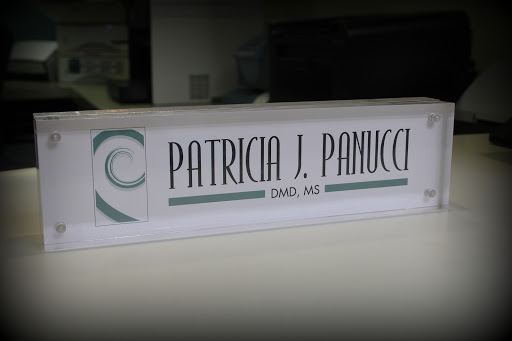 PATRICIA J. PANUCCI
DMD, MS